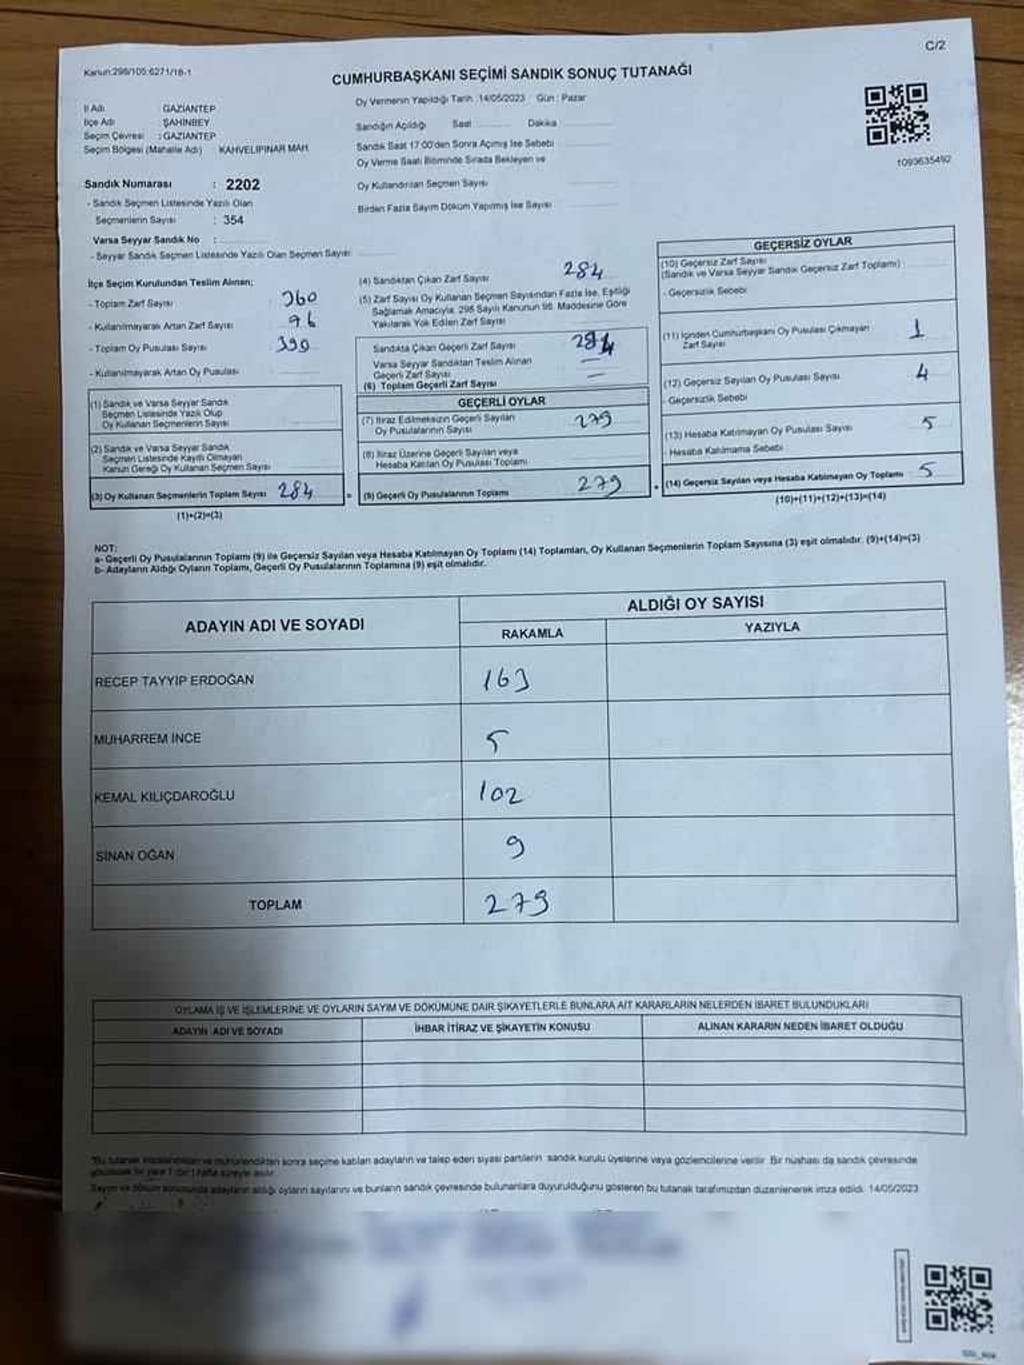 C/2
Kanun:298/105:6271/18-1
CUMHURBAŞKANI SEÇİMİ SANDIK SONUÇ TUTANAĞI
Oy Vermenin Yapıldığı Tarih :14/05/2023 Gün : Pazar
İl Adı GAZİANTEP
İlçe Adı : ŞAHİNBEY
Seçim Çevresi : GAZİANTEP
Seçim Bölgesi (Mahalle Adı) : KAHVELİPINAR MAH.
Sandığın Açıldığı Saat Dakika
Sandık Saat 17:00'den Sonra Açılmış İse Sebebi
Oy Verme Saati Bitiminde Sırada Bekleyen ve
Oy Kullandırılan Seçmen Sayısı
Birden Fazla Sayım Döküm Yapılmış İse Sayısı
1093635492
Sandık Numarası : 2202
- Sandık Seçmen Listesinde Yazılı Olan
Seçmenlerin Sayısı : 354
Varsa Seyyar Sandık No :
- Seyyar Sandık Seçmen Listesinde Yazılı Olan Seçmen Sayısı
İlçe Seçim Kurulundan Teslim Alınan;
- Toplam Zarf Sayısı 360
- Kullanılmayarak Artan Zarf Sayısı 76
- Toplam Oy Pusulası Sayısı 390
- Kullanılmayarak Artan Oy Pusulası
(1) Sandık ve Varsa Seyyar Sandık
Seçmen Listesinde Yazılı Olup
Oy Kullanan Seçmenlerin Sayısı
(2) Sandık ve Varsa Seyyar Sandık
Seçmen Listesinde Kayıtlı Olmayan
Kanun Gereği Oy Kullanan Seçmen Sayısı
(3) Oy Kullanan Seçmenlerin Toplam Sayısı 284
(1)+(2)=(3)
(4) Sandıktan Çıkan Zarf Sayısı 284
(5) Zarf Sayısı Oy Kullanan Seçmen Sayısından Fazla İse, Eşitliği
Sağlamak Amacıyla, 298 Sayılı Kanunun 98. Maddesine Göre
Yakılarak Yok Edilen Zarf Sayısı
Sandıkta Çıkan Geçerli Zarf Sayısı 284
Varsa Seyyar Sandıktan Teslim Alınan
Geçerli Zarf Sayısı —
(6) Toplam Geçerli Zarf Sayısı —
GEÇERLİ OYLAR
(7) İtiraz Edilmeksizin Geçerli Sayılan
Oy Pusulalarının Sayısı 279
(8) İtiraz Üzerine Geçerli Sayılan veya
Hesaba Katılan Oy Pusulası Toplamı
(9) Geçerli Oy Pusulalarının Toplamı 279
GEÇERSİZ OYLAR
(10) Geçersiz Zarf Sayısı
(Sandık ve Varsa Seyyar Sandık Geçersiz Zarf Toplamı)
- Geçersizlik Sebebi
(11) İçinden Cumhurbaşkanı Oy Pusulası Çıkmayan
Zarf Sayısı 1
(12) Geçersiz Sayılan Oy Pusulası Sayısı 4
- Geçersizlik Sebebi
(13) Hesaba Katılmayan Oy Pusulası Sayısı 5
- Hesaba Katılmama Sebebi
(14) Geçersiz Sayılan veya Hesaba Katılmayan Oy Toplamı 5
(10)+(11)+(12)+(13)=(14)
NOT:
a- Geçerli Oy Pusulalarının Toplamı (9) ile Geçersiz Sayılan veya Hesaba Katılmayan Oy Toplamı (14) Toplamları, Oy Kullanan Seçmenlerin Toplam Sayısına (3) eşit olmalıdır. (9)+(14)=(3)
b- Adayların Aldığı Oyların Toplamı, Geçerli Oy Pusulalarının Toplamına (9) eşit olmalıdır.
ADAYIN ADI VE SOYADI ALDIĞI OY SAYISI
RAKAMLA YAZIYLA
RECEP TAYYİP ERDOĞAN 163
MUHARREM İNCE 5
KEMAL KILIÇDAROĞLU 102
SİNAN OĞAN 9
TOPLAM 279
OYLAMA İŞ VE İŞLEMLERİNE VE OYLARIN SAYIM VE DÖKÜMÜNE DAİR ŞİKAYETLERLE BUNLARA AİT KARARLARIN NELERDEN İBARET BULUNDUKLARI
ADAYIN ADI VE SOYADI İHBAR İTİRAZ VE ŞİKAYETİN KONUSU ALINAN KARARIN NEDEN İBARET OLDUĞU
sonra seçime katılan adayların ve talep eden siyasi partilerin sandık kurulu üyelerine veya gözlemcilerine verilir. Bir nüshası da sandık çevresinde
Sayım ve döküm sonucunda adayların aldığı oyların sayılarını ve bunların sandık çevresinde bulunanlara duyurulduğunu gösteren bu tutanak tarafımızdan düzenlenerek imza edildi. 14/05/2023